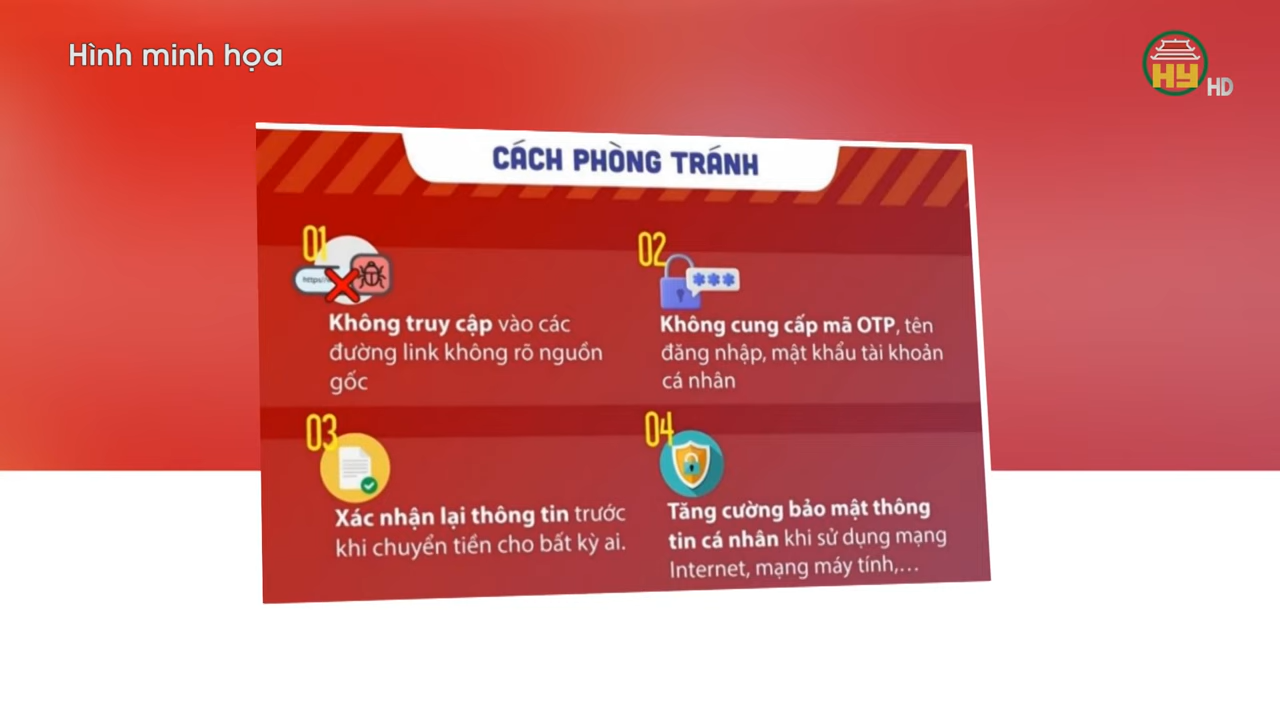 Hình minh họa
HY
HD
CÁCH PHÒNG TRÁNH
01
https:/
Không truy cập vào các
đường link không rõ nguồn
gốc
02
***
Không cung cấp mã OTP, tên
đăng nhập, mật khẩu tài khoản
cá nhân
03
Xác nhận lại thông tin trước
khi chuyển tiền cho bất kỳ ai.
04
Tăng cường bảo mật thông
tin cá nhân khi sử dụng mạng
Internet, mạng máy tính,...